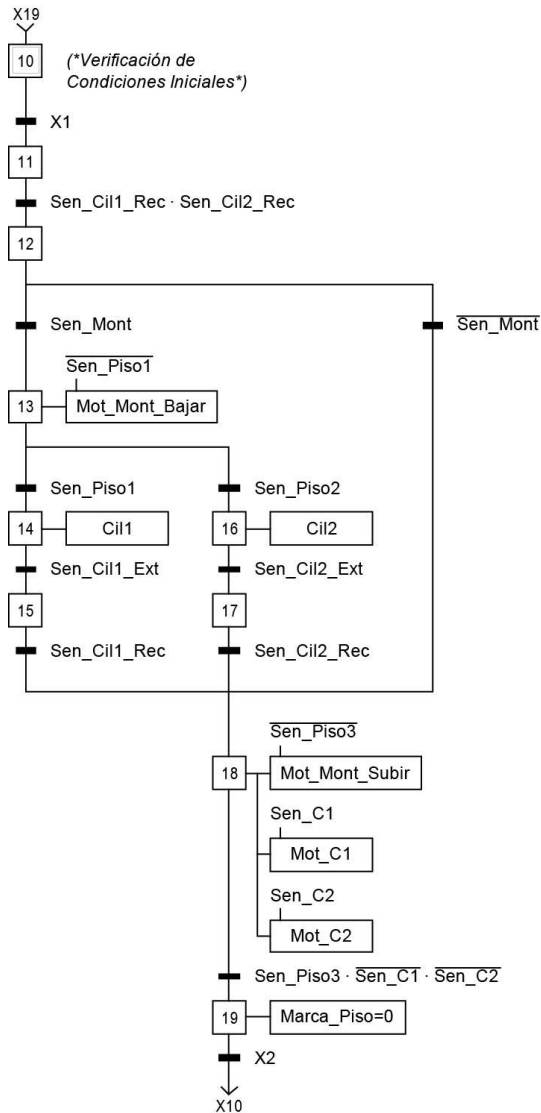 X19
10
(*Verificación de
Condiciones Iniciales*)
X1
11
Sen_Cil1_Rec · Sen_Cil2_Rec
12
Sen_Mont
Sen_Mont
Sen_Piso1
13
Mot_Mont_Bajar
Sen_Piso1
Sen_Piso2
14
Cil1
16
Cil2
Sen_Cil1_Ext
Sen_Cil2_Ext
15
17
Sen_Cil1_Rec
Sen_Cil2_Rec
Sen_Piso3
18
Mot_Mont_Subir
Sen_C1
Mot_C1
Sen_C2
Mot_C2
Sen_Piso3 · Sen_C1 · Sen_C2
19
Marca_Piso=0
X2
X10